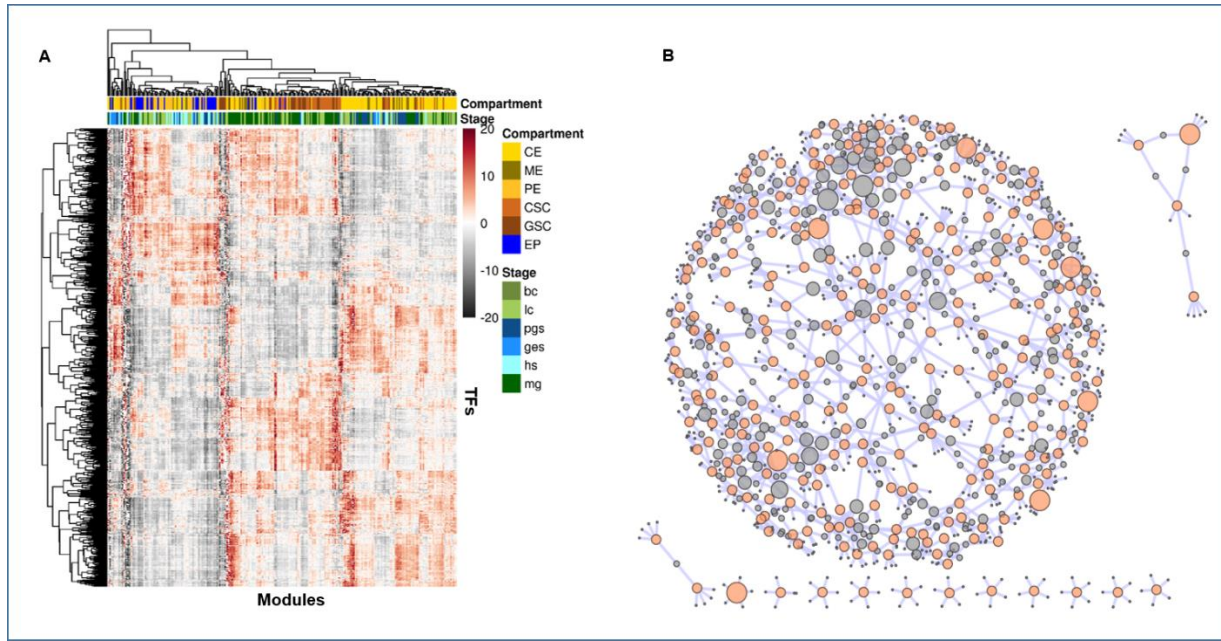 A
B
Compartment
Stage
20
10
0
-10
-20
TFs
Compartment
CE
ME
PE
CSC
GSC
EP
Stage
bc
lc
pgs
ges
hs
mg
Modules